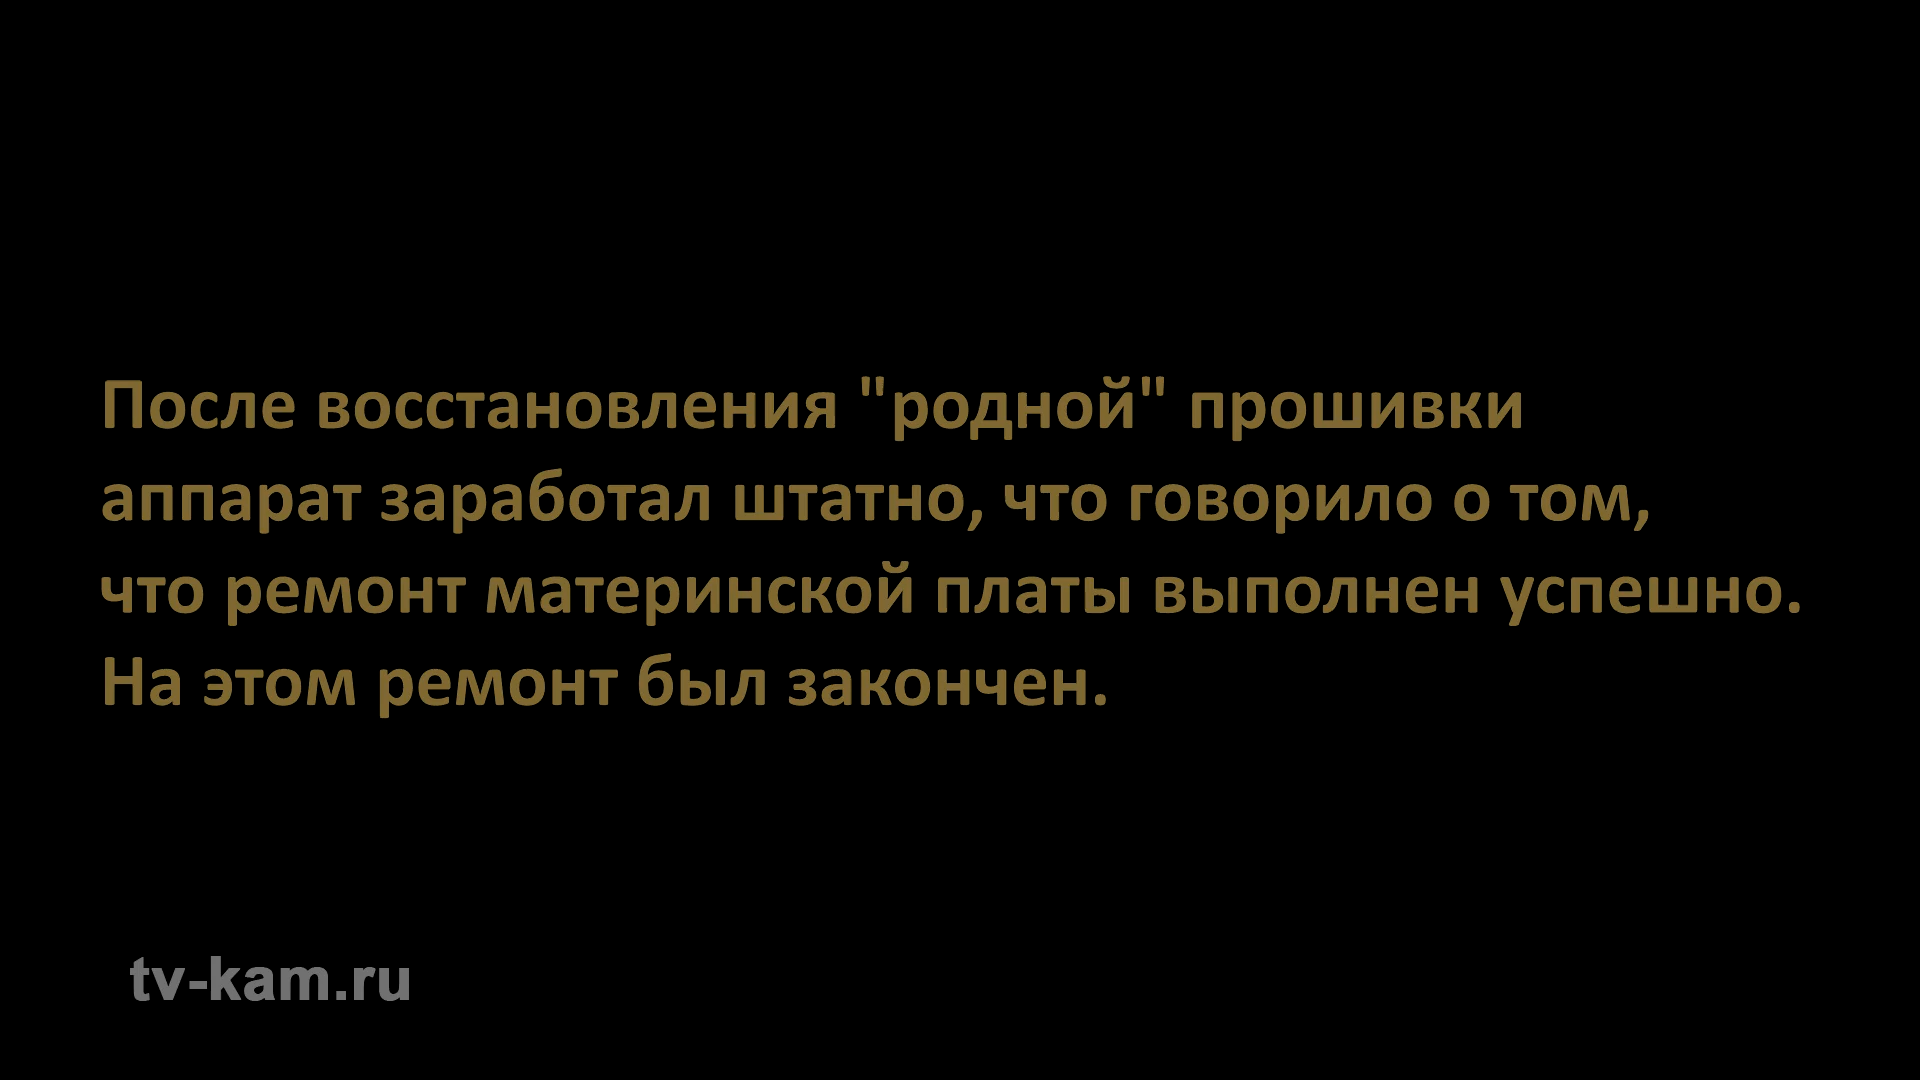 После восстановления "родной" прошивки
аппарат заработал штатно, что говорило о том,
что ремонт материнской платы выполнен успешно.
На этом ремонт был закончен.
tv-kam.ru